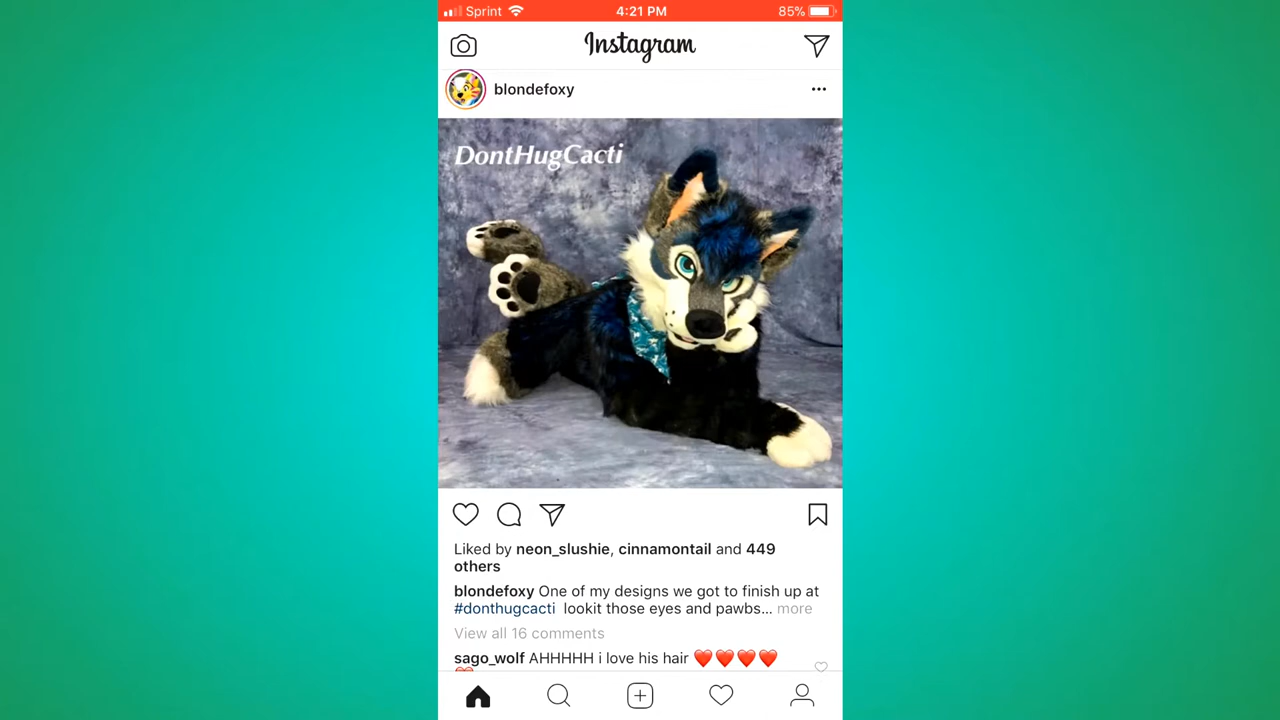 Sprint 4:21 PM 85%
Instagram
blondefoxy
DontHugCacti
Liked by neon_slushie, cinnamontail and 449
others
blondefoxy One of my designs we got to finish up at
#donthugcacti lookit those eyes and pawbs... more
View all 16 comments
sago_wolf AHHHHH i love his hair ❤️❤️❤️❤️